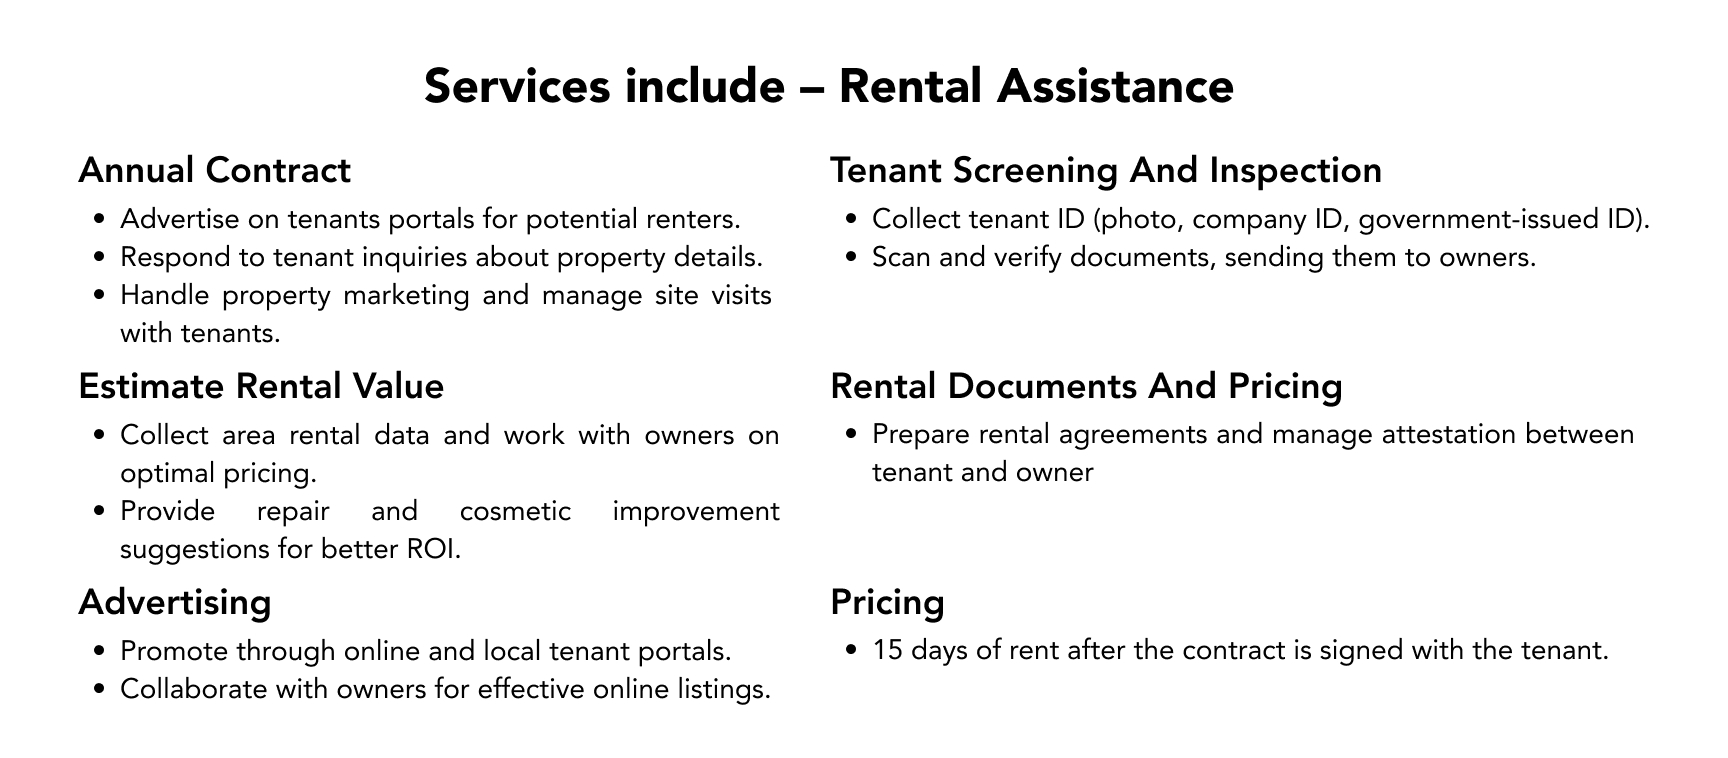 Services include – Rental Assistance
Annual Contract
• Advertise on tenants portals for potential renters.
• Respond to tenant inquiries about property details.
• Handle property marketing and manage site visits
with tenants.
Estimate Rental Value
• Collect area rental data and work with owners on
optimal pricing.
• Provide repair and cosmetic improvement
suggestions for better ROI.
Advertising
• Promote through online and local tenant portals.
• Collaborate with owners for effective online listings.
Tenant Screening And Inspection
• Collect tenant ID (photo, company ID, government-issued ID).
• Scan and verify documents, sending them to owners.
Rental Documents And Pricing
• Prepare rental agreements and manage attestation between
tenant and owner
Pricing
• 15 days of rent after the contract is signed with the tenant.